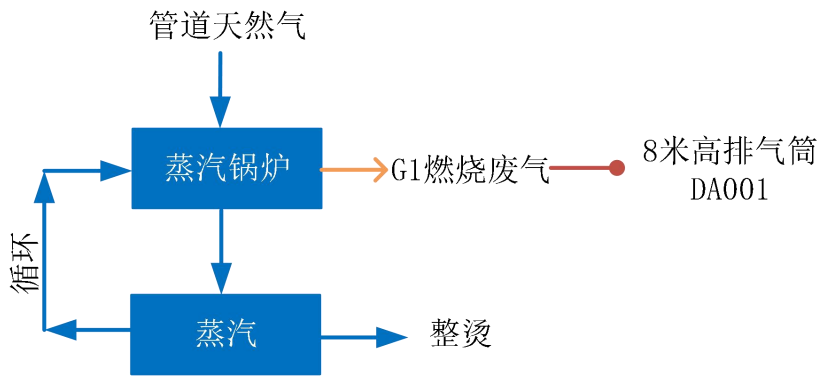 管道天然气
蒸汽锅炉
G1燃烧废气
8米高排气筒
DA001
循环
蒸汽
整烫